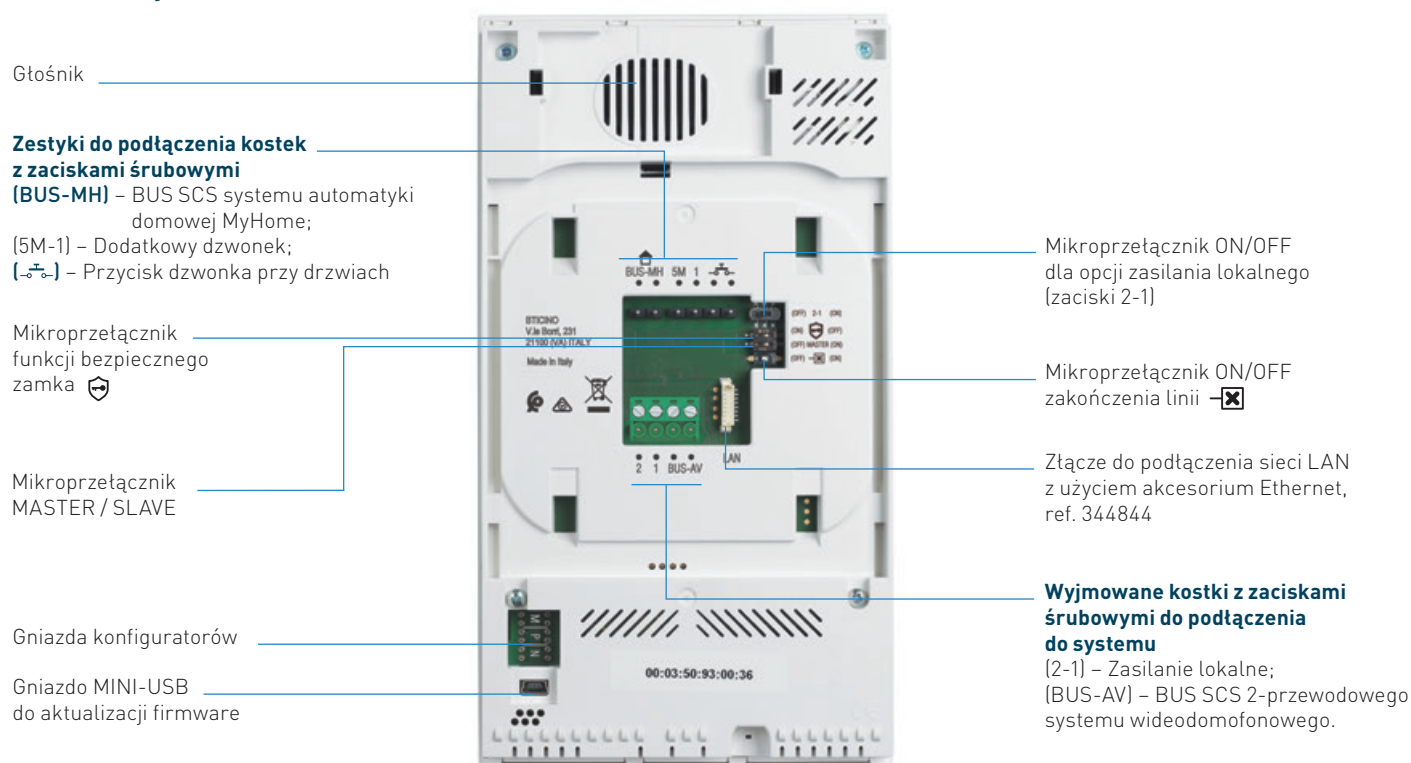 Głośnik
Zestyki do podłączenia kostek
z zaciskami śrubowymi
(BUS-MH) – BUS SCS systemu automatyki
domowej MyHome;
(5M-1) – Dodatkowy dzwonek;
( ) – Przycisk dzwonka przy drzwiach
Mikroprzełącznik
funkcji bezpiecznego
zamka
Mikroprzełącznik
MASTER / SLAVE
Gniazda konfiguratorów
Gniazdo MINI-USB
do aktualizacji firmware
BUS-MH 5M 1
BTICINO
V.le Borri, 231
21100 (VA) ITALY
Made in Italy
(OFF) 2-1 (ON)
(ON) (OFF)
(OFF) MASTER (ON)
(OFF) (ON)
2 1 BUS-AV LAN
M P N
00:03:50:93:00:36
Mikroprzełącznik ON/OFF
dla opcji zasilania lokalnego
(zaciski 2-1)
Mikroprzełącznik ON/OFF
zakończenia linii
Złącze do podłączenia sieci LAN
z użyciem akcesorium Ethernet,
ref. 344844
Wyjmowane kostki z zaciskami
śrubowymi do podłączenia
do systemu
(2-1) – Zasilanie lokalne;
(BUS-AV) – BUS SCS 2-przewodowego
systemu wideodomofonowego.